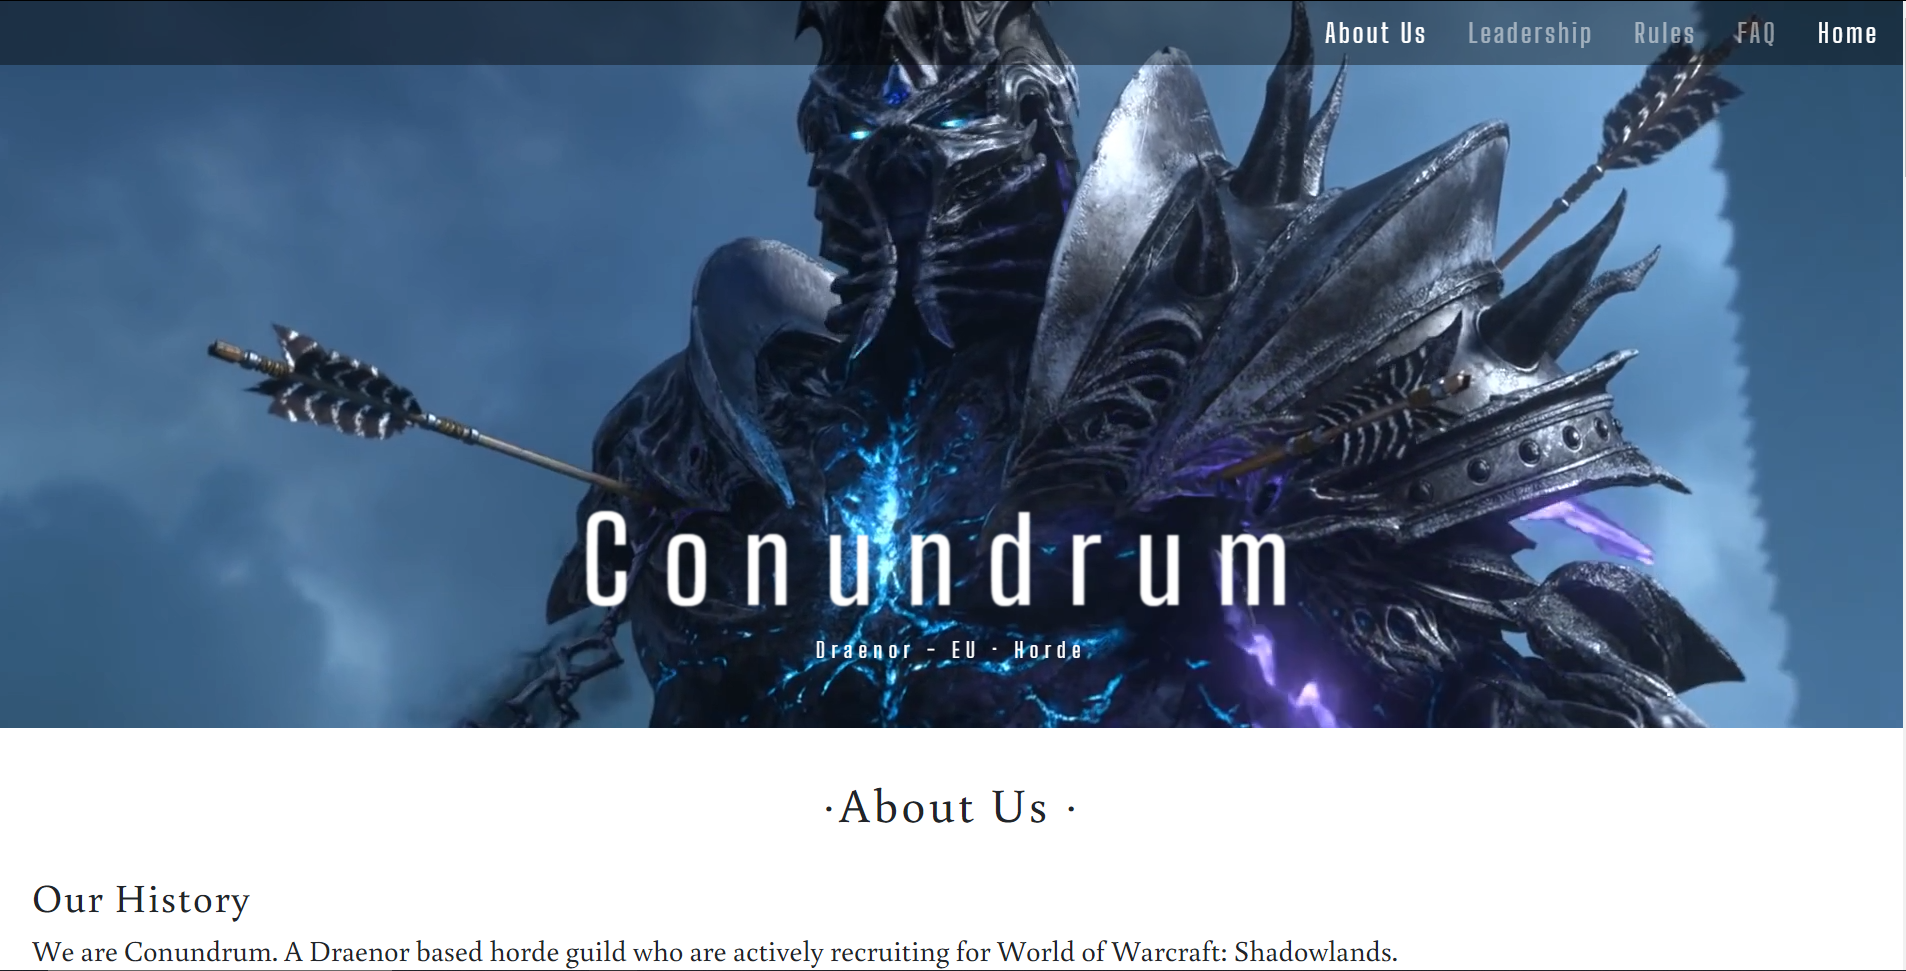 About Us Leadership Rules FAQ Home
Conundrum
Draenor - EU · Horde
·About Us ·
Our History
We are Conundrum. A Draenor based horde guild who are actively recruiting for World of Warcraft: Shadowlands.